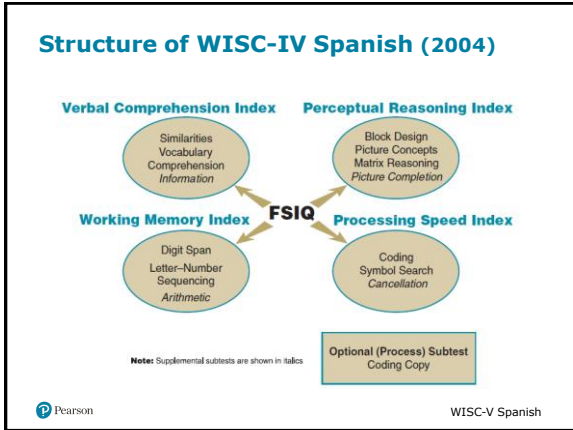 Structure of WISC-IV Spanish (2004)
Verbal Comprehension Index
Similarities
Vocabulary
Comprehension
Information
Perceptual Reasoning Index
Block Design
Picture Concepts
Matrix Reasoning
Picture Completion
FSIQ
Working Memory Index
Digit Span
Letter–Number
Sequencing
Arithmetic
Processing Speed Index
Coding
Symbol Search
Cancellation
Note: Supplemental subtests are shown in italics
Optional (Process) Subtest
Coding Copy
Pearson
WISC-V Spanish